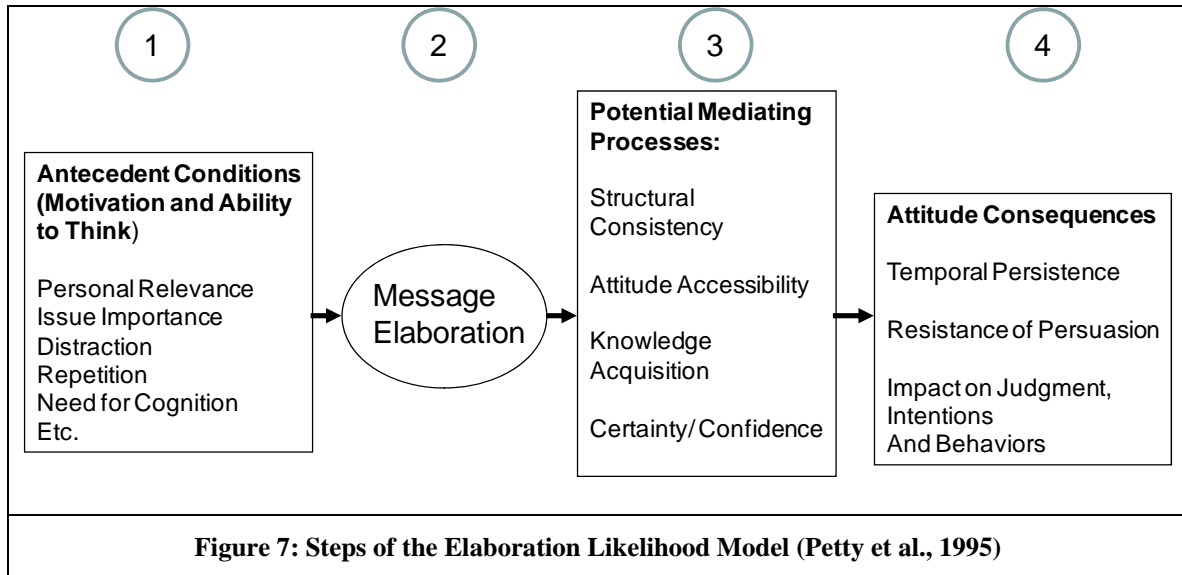 1
2
3
4
Antecedent Conditions
(Motivation and Ability
to Think)
Personal Relevance
Issue Importance
Distraction
Repetition
Need for Cognition
Etc.
Message
Elaboration
Potential Mediating
Processes:
Structural
Consistency
Attitude Accessibility
Knowledge
Acquisition
Certainty/ Confidence
Attitude Consequences
Temporal Persistence
Resistance of Persuasion
Impact on Judgment,
Intentions
And Behaviors
Figure 7: Steps of the Elaboration Likelihood Model (Petty et al., 1995)